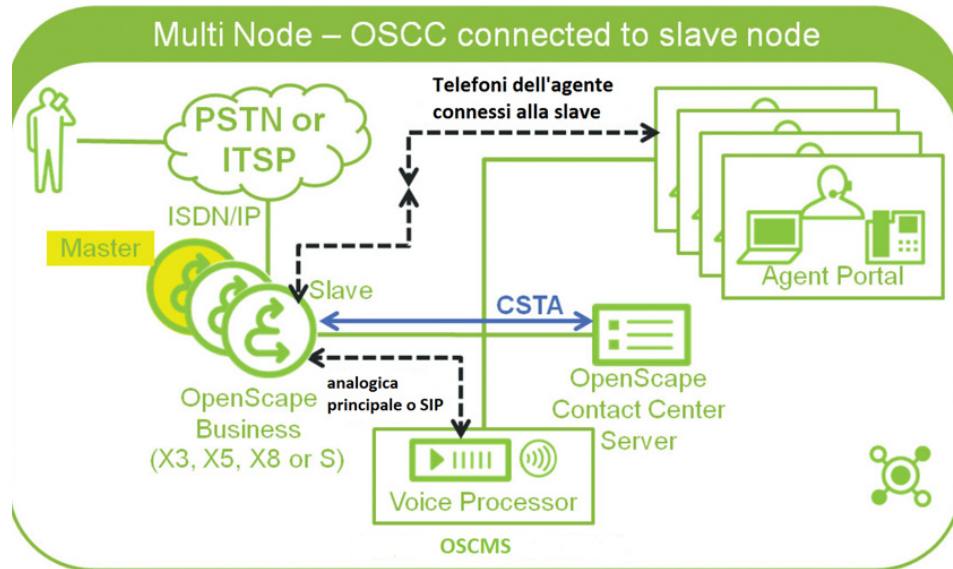 Multi Node – OSCC connected to slave node
Telefoni dell'agente
connessi alla slave
PSTN or
ITSP
ISDN/IP
Master
Slave
CSTA
Agent Portal
analogica
principale o SIP
OpenScape
Business
(X3, X5, X8 or S)
OpenScape
Contact Center
Server
Voice Processor
OSCMS